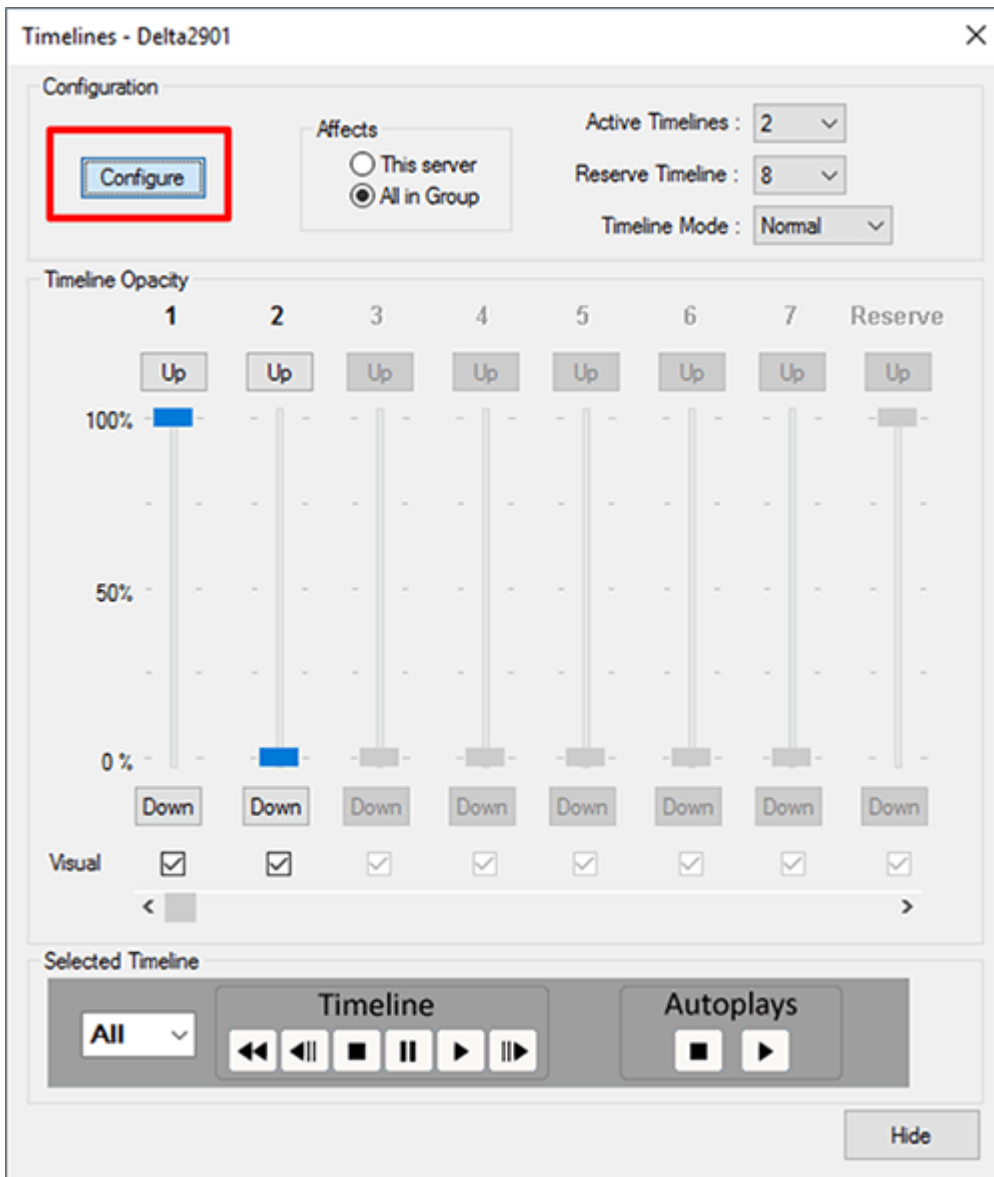 Timelines - Delta2901
Configuration
Configure
Affects
This server
All in Group
Active Timelines : 2
Reserve Timeline : 8
Timeline Mode : Normal
Timeline Opacity
1 2 3 4 5 6 7 Reserve
Up Up Up Up Up Up Up Up
100%
50%
0 %
Down Down Down Down Down Down Down Down
Visual
Selected Timeline
All
Timeline
Autoplays
Hide